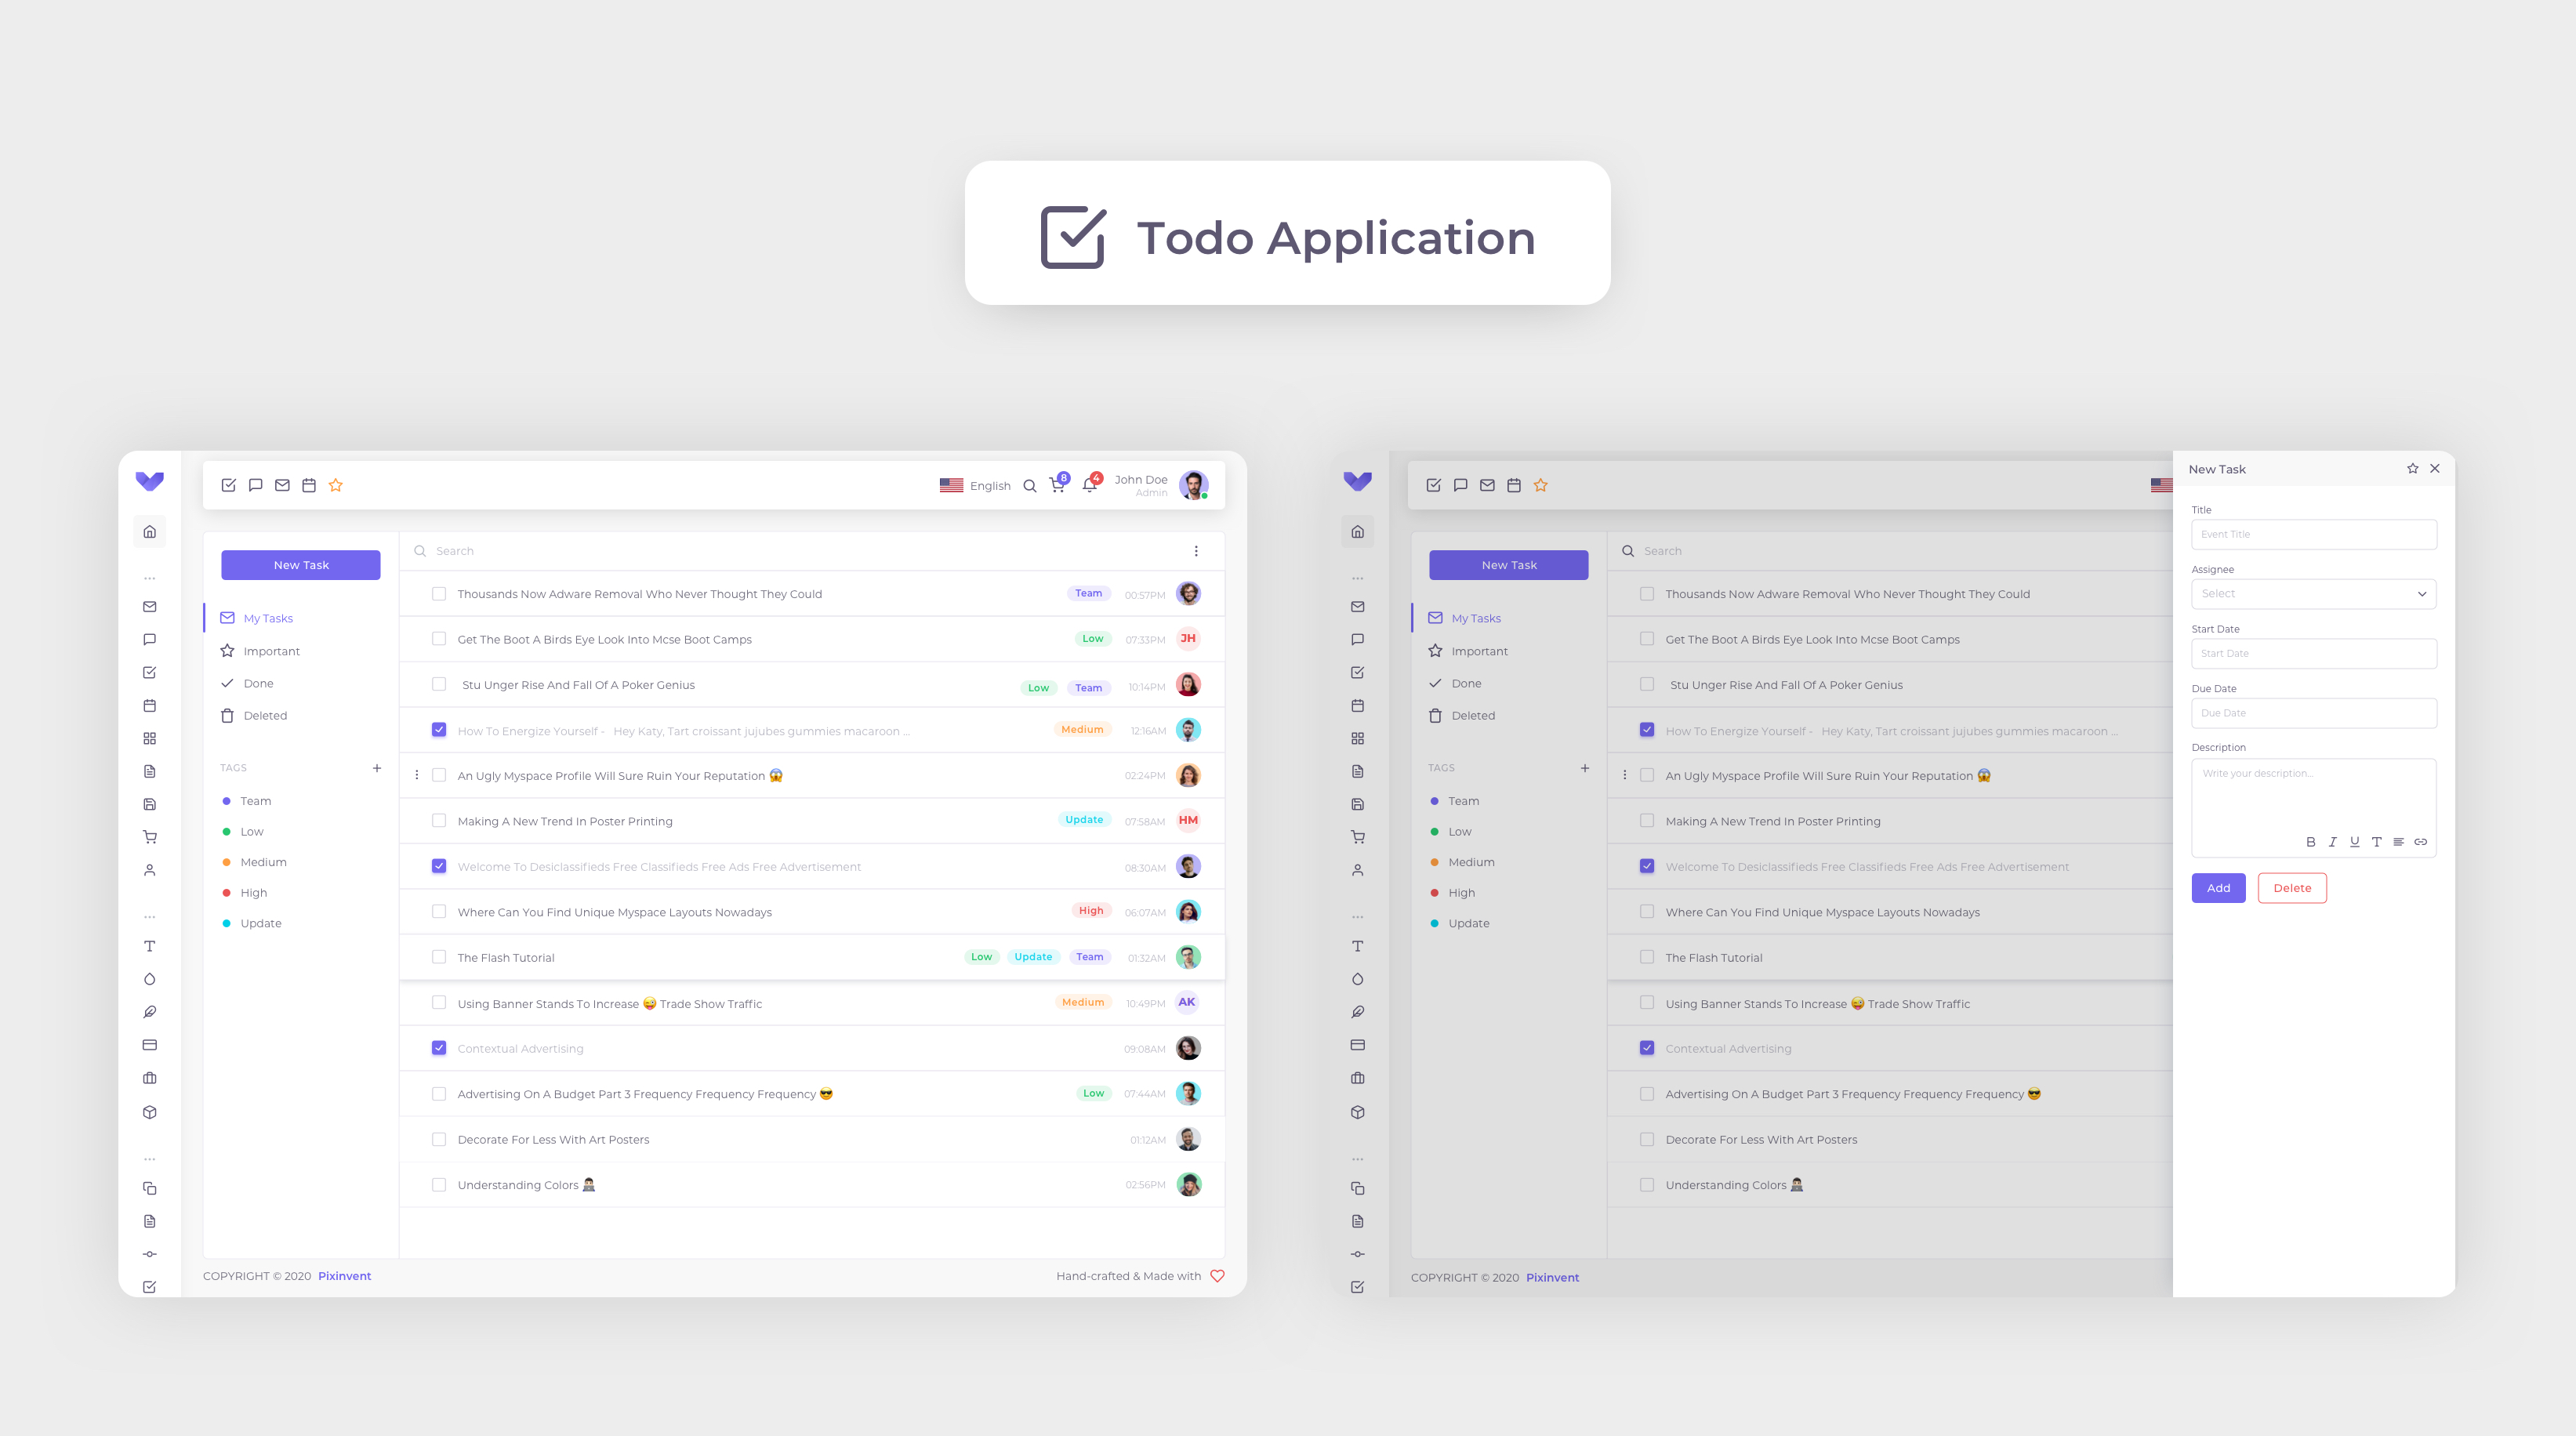 Todo Application
8
4
John Doe
English
Admin
Search
New Task
Thousands Now Adware Removal Who Never Thought They Could
Team
00:57PM
My Tasks
Get The Boot A Birds Eye Look Into Mcse Boot Camps
Low
07:33PM
JH
Important
Stu Unger Rise And Fall Of A Poker Genius
Low
Team
10:14PM
Done
Deleted
How To Energize Yourself - Hey Katy, Tart croissant jujubes gummies macaroon ...
Medium
12:16AM
TAGS
An Ugly Myspace Profile Will Sure Ruin Your Reputation 😱
02:24PM
Team
Making A New Trend In Poster Printing
Update
07:58AM
HM
Low
Medium
Welcome To Desiclassifieds Free Classifieds Free Ads Free Advertisement
08:30AM
High
Where Can You Find Unique Myspace Layouts Nowadays
High
06:07AM
Update
The Flash Tutorial
Low
Update
Team
01:32AM
Using Banner Stands To Increase 😜 Trade Show Traffic
Medium
10:49PM
AK
Contextual Advertising
09:08AM
Advertising On A Budget Part 3 Frequency Frequency Frequency 😎
Low
07:44AM
Decorate For Less With Art Posters
01:12AM
Understanding Colors 👨🏻‍💻
02:56PM
COPYRIGHT © 2020 Pixinvent
Hand-crafted & Made with
Search
New Task
Thousands Now Adware Removal Who Never Thought They Could
My Tasks
Get The Boot A Birds Eye Look Into Mcse Boot Camps
Important
Stu Unger Rise And Fall Of A Poker Genius
Done
Deleted
How To Energize Yourself - Hey Katy, Tart croissant jujubes gummies macaroon ...
TAGS
An Ugly Myspace Profile Will Sure Ruin Your Reputation 😱
Team
Making A New Trend In Poster Printing
Low
Medium
Welcome To Desiclassifieds Free Classifieds Free Ads Free Advertisement
High
Where Can You Find Unique Myspace Layouts Nowadays
Update
The Flash Tutorial
Using Banner Stands To Increase 😜 Trade Show Traffic
Contextual Advertising
Advertising On A Budget Part 3 Frequency Frequency Frequency 😎
Decorate For Less With Art Posters
Understanding Colors 👨🏻‍💻
COPYRIGHT © 2020 Pixinvent
New Task
Title
Event Title
Assignee
Select
Start Date
Start Date
Due Date
Due Date
Description
Write your description...
B I U T
Add
Delete